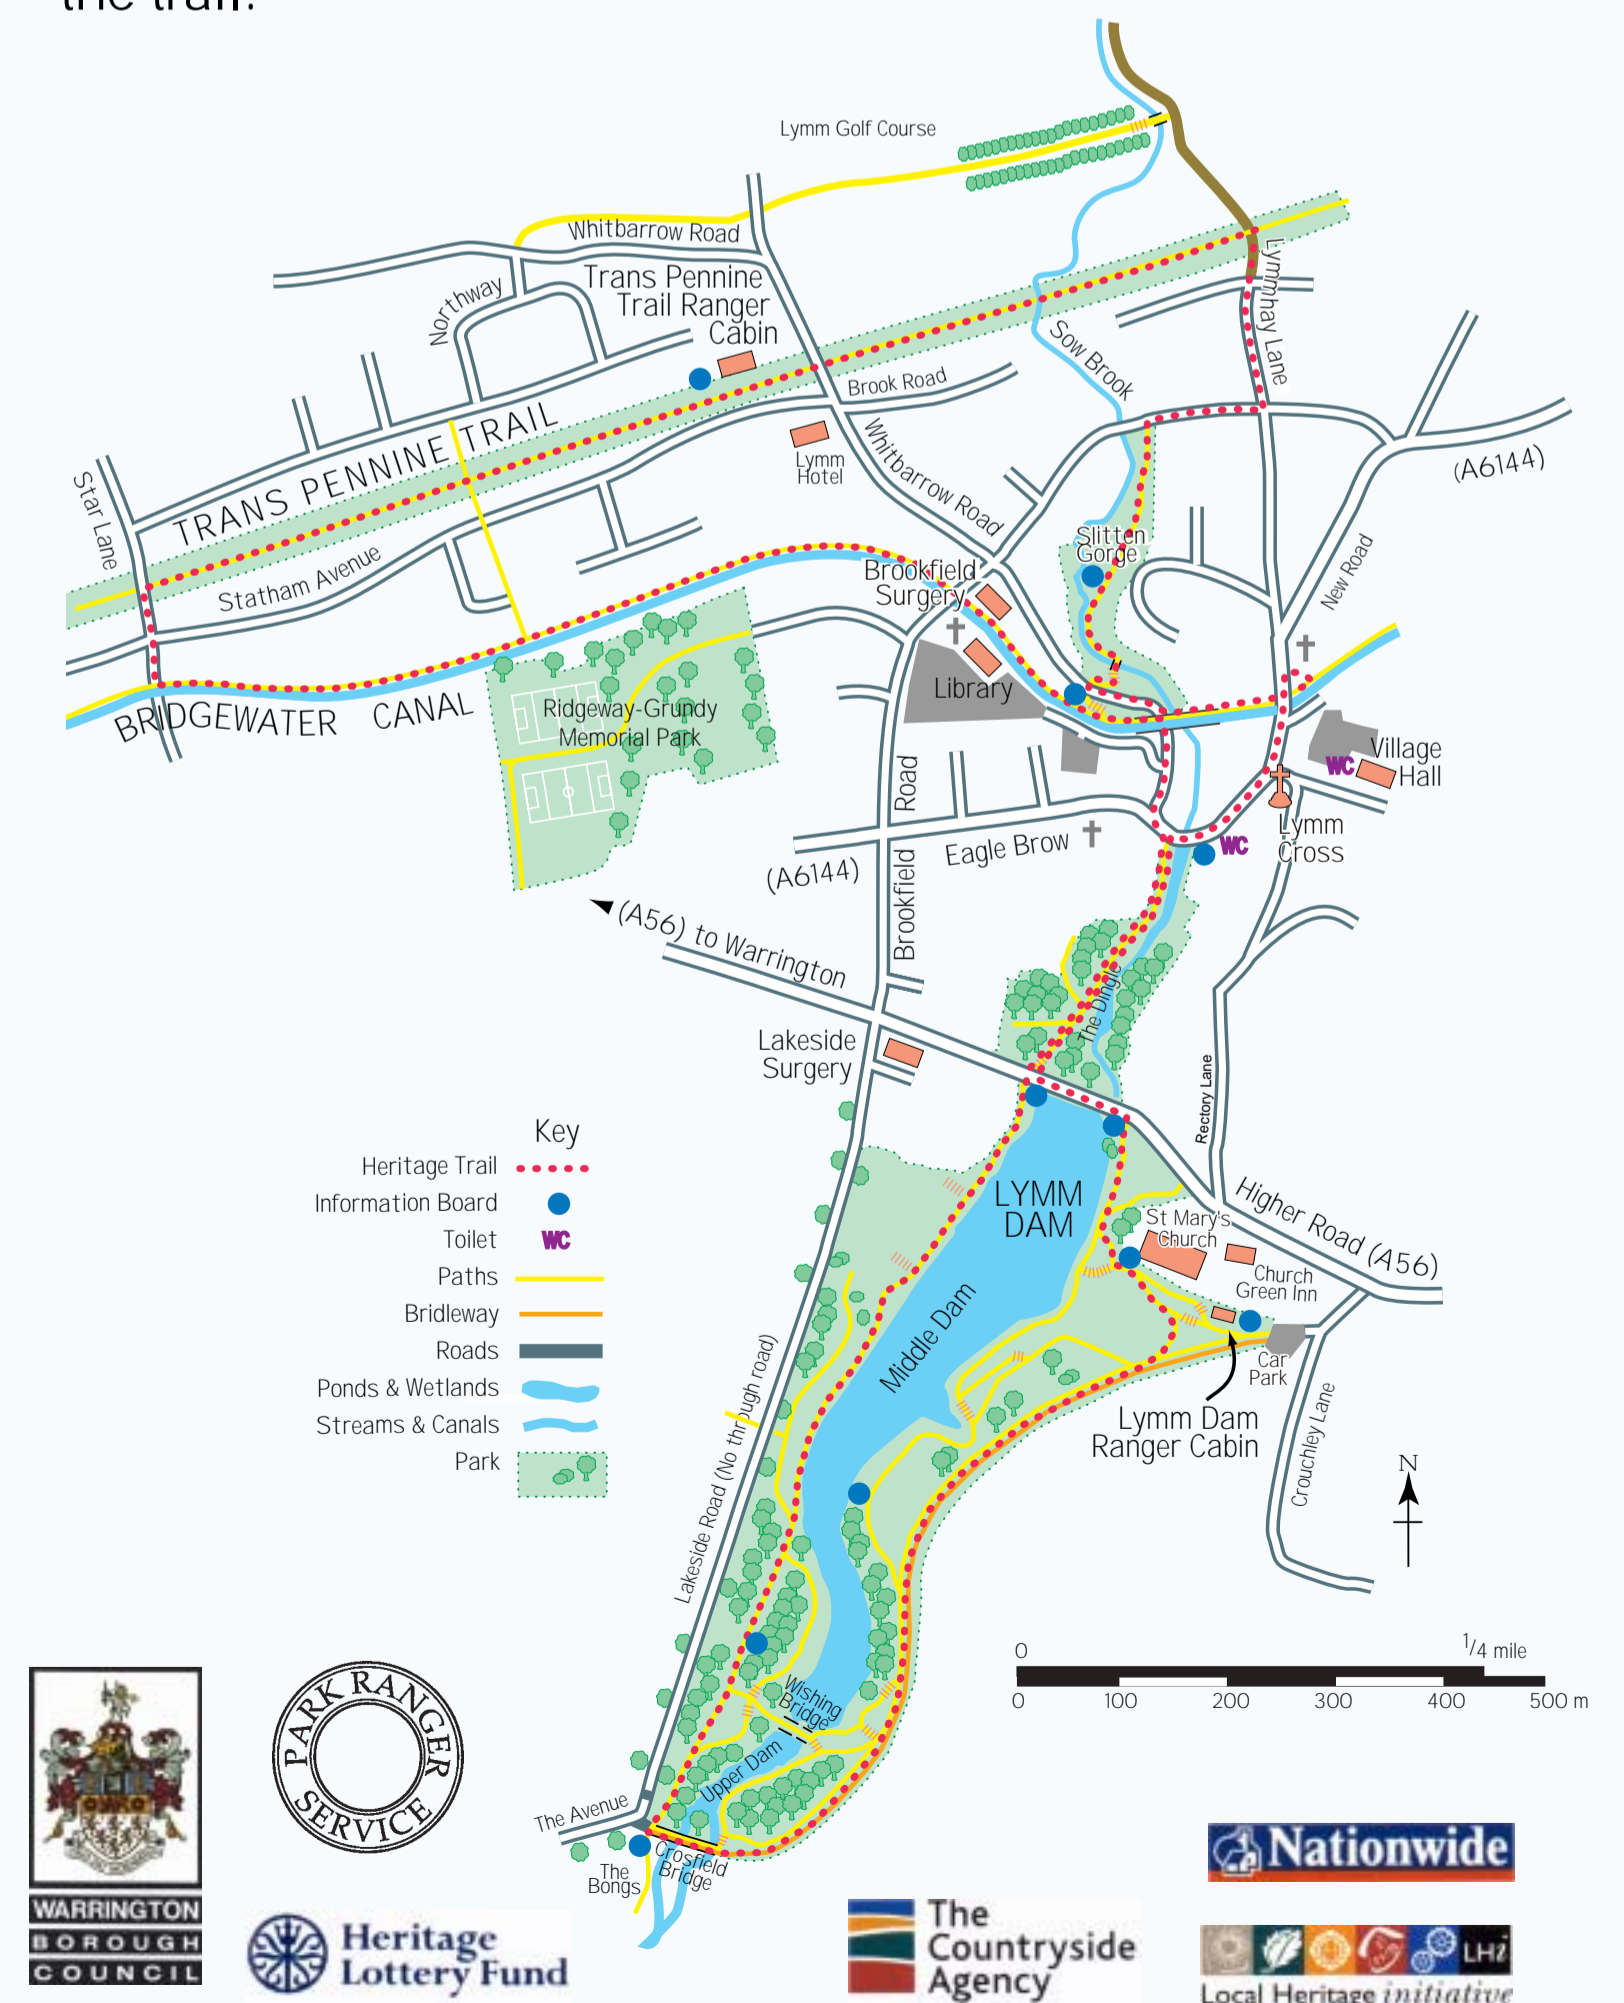 the trail.
Lymm Golf Course
Whitbarrow Road
Northway
Trans Pennine
Trail Ranger
Cabin
Lymmhay Lane
Sow Brook
Brook Road
TRANS PENNINE TRAIL
Lymm
Hotel
Whitbarrow Road
(A6144)
Star Lane
Statham Avenue
Slitten
Gorge
New Road
Brookfield
Surgery
Library
BRIDGEWATER CANAL
Ridgeway-Grundy
Memorial Park
Village
Hall
WC
Brookfield Road
Eagle Brow
WC
Lymm
Cross
(A6144)
(A56) to Warrington
The Dingle
Lakeside
Surgery
Rectory Lane
Key
Heritage Trail
Information Board
Toilet WC
Paths
Bridleway
Roads
Ponds & Wetlands
Streams & Canals
Park
LYMM
DAM
St Mary's
Church
Higher Road (A56)
Church
Green Inn
Middle Dam
Car
Park
Lymm Dam
Ranger Cabin
Crouchley Lane
Lakeside Road (No through road)
N
0 1/4 mile
0 100 200 300 400 500 m
Wishing
Bridge
Upper Dam
The Avenue
Crosfield
Bridge
The
Bongs
PARK RANGER
SERVICE
WARRINGTON
BOROUGH
COUNCIL
Heritage
Lottery Fund
The
Countryside
Agency
Nationwide
LHi
Local Heritage initiative